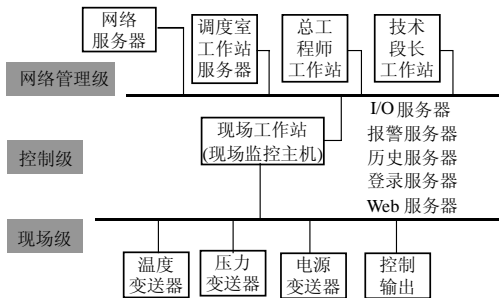 网络
服务器
调度室
工作站
服务器
总工
程师
工作站
技术
段长
工作站
网络管理级
I/O 服务器
报警服务器
历史服务器
登录服务器
Web 服务器
现场工作站
(现场监控主机)
控制级
现场级
温度
变送器
压力
变送器
电源
变送器
控制
输出